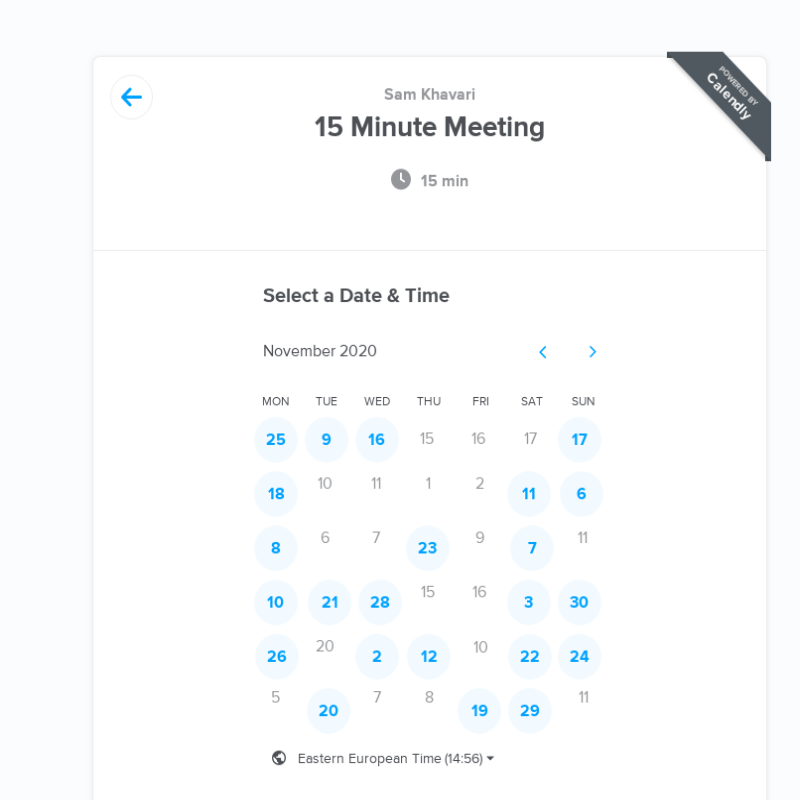 POWERED BY
Calendly
Sam Khavari
15 Minute Meeting
15 min
Select a Date & Time
November 2020
MON TUE WED THU FRI SAT SUN
25 9 16 15 16 17 17
18 10 11 1 2 11 6
8 6 7 23 9 7 11
10 21 28 15 16 3 30
26 20 2 12 10 22 24
5 20 7 8 19 29 11
Eastern European Time (14:56)